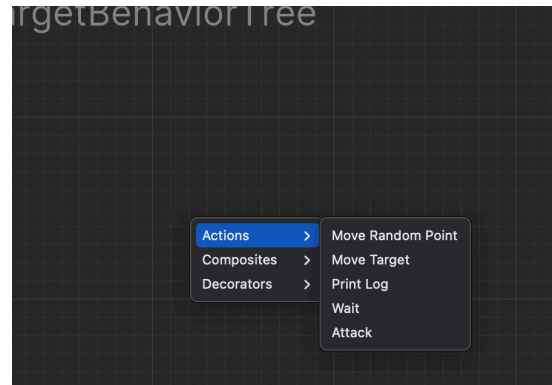 rgetBehaviorTree
Actions
Composites
Decorators
Move Random Point
Move Target
Print Log
Wait
Attack